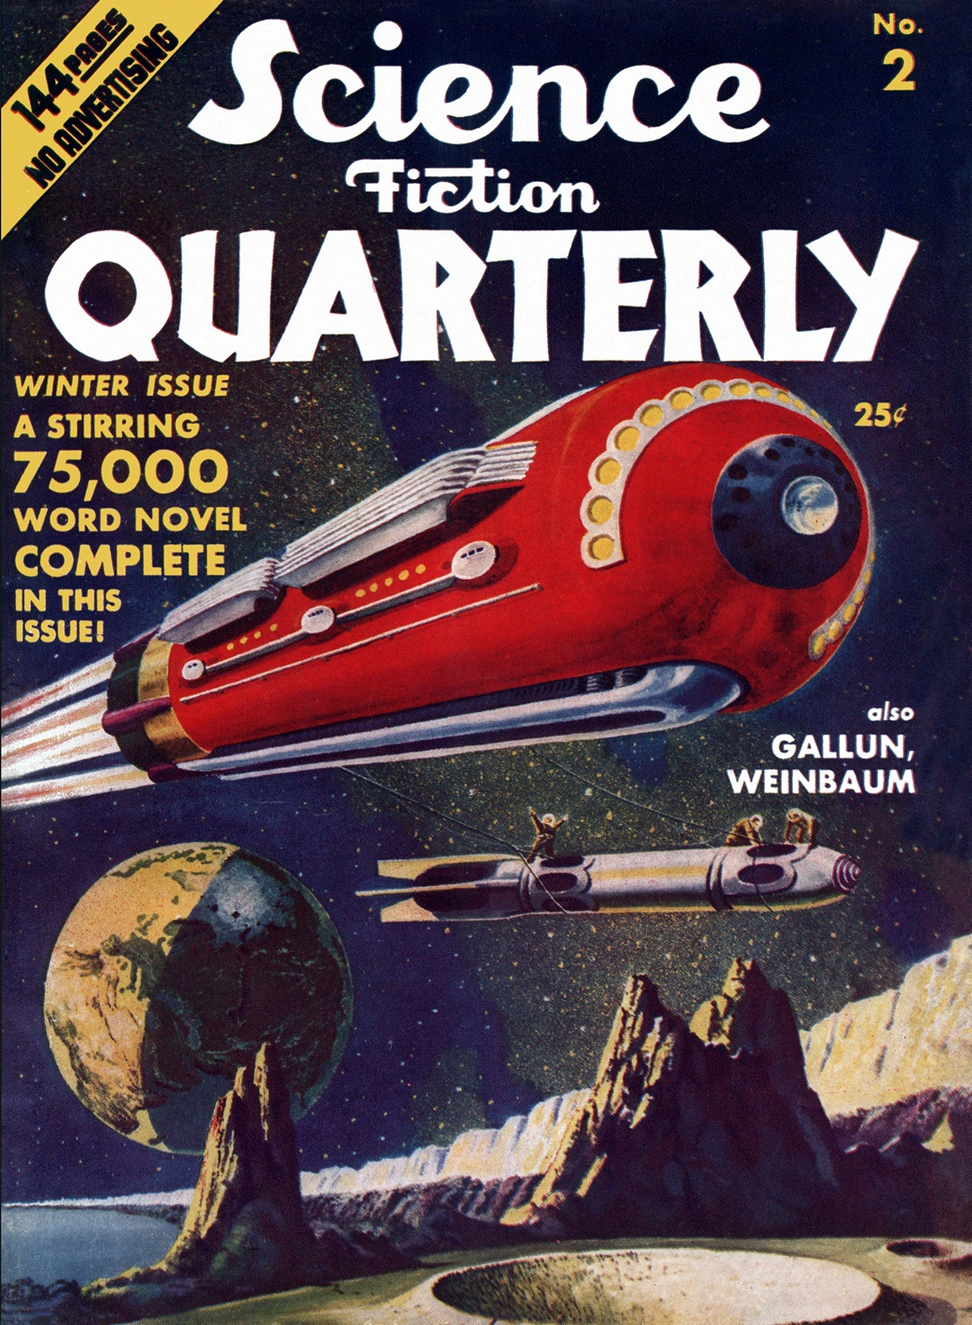 144 PAGES
NO ADVERTISING
No.
2
Science
Fiction
QUARTERLY
WINTER ISSUE
A STIRRING
75,000
WORD NOVEL
COMPLETE
IN THIS
ISSUE!
25¢
also
GALLUN,
WEINBAUM